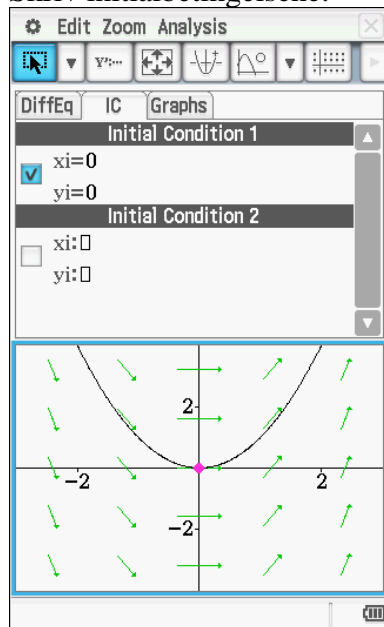 Edit Zoom Analysis
DiffEq IC Graphs
Initial Condition 1
xi=0
yi=0
Initial Condition 2
xi:□
yi:□
2
-2 2
-2